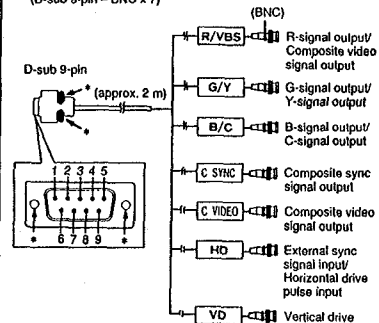 (D-sub 9-pin – BNC x 7)
(BNC)
R/VBS
R-signal output/
Composite video
signal output
D-sub 9-pin
*
(approx. 2 m)
*
G/Y
G-signal output/
Y-signal output
B/C
B-signal output/
C-signal output
1 2 3 4 5
6 7 8 9
*
*
C SYNC
Composite sync
signal output
C VIDEO
Composite video
signal output
HD
External sync
signal input/
Horizontal drive
pulse input
VD
Vertical drive